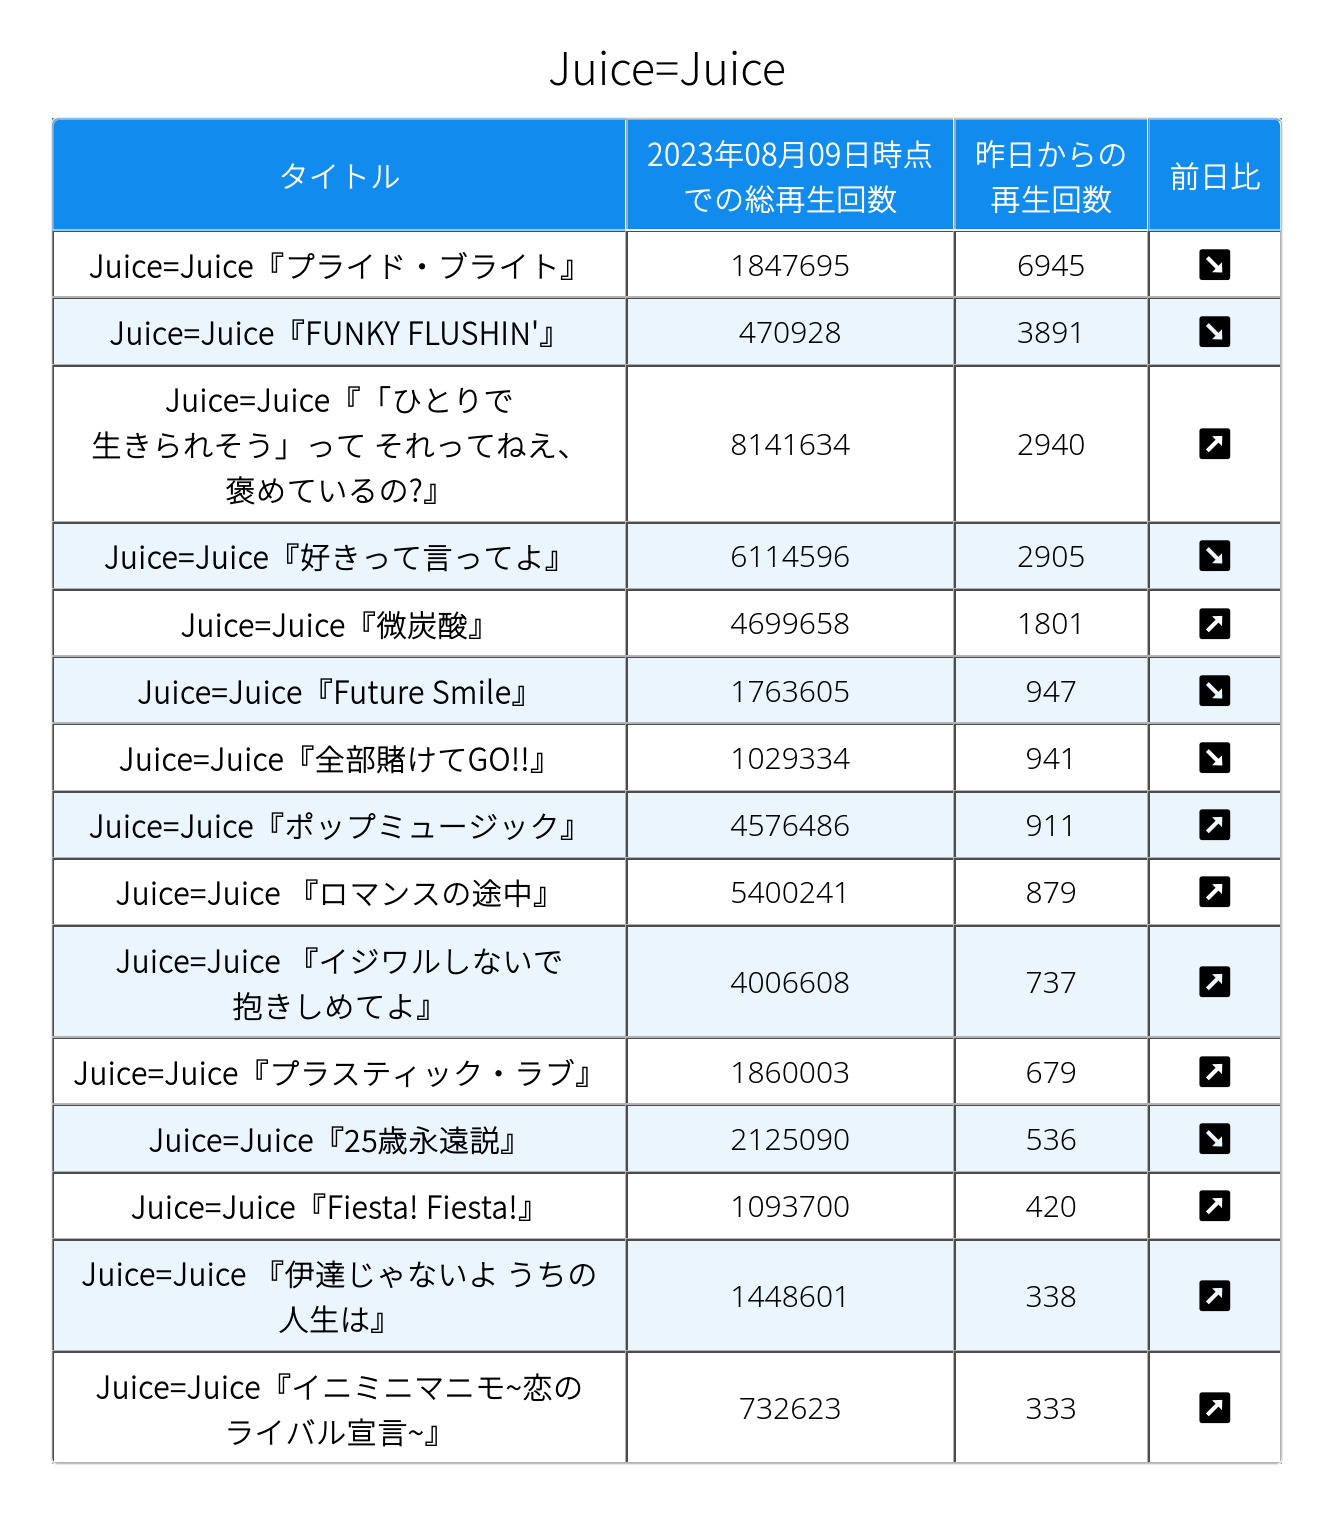 Juice=Juice
タイトル
2023年08月09日時点
での総再生回数
昨日からの
再生回数
前日比
Juice=Juice『プライド・ブライト』
1847695
6945
Juice=Juice『FUNKY FLUSHIN'』
470928
3891
Juice=Juice『「ひとりで
生きられそう」って それってねえ、
褒めているの?』
8141634
2940
Juice=Juice『好きって言ってよ』
6114596
2905
Juice=Juice『微炭酸』
4699658
1801
Juice=Juice『Future Smile』
1763605
947
Juice=Juice『全部賭けてGO!!』
1029334
941
Juice=Juice『ポップミュージック』
4576486
911
Juice=Juice 『ロマンスの途中』
5400241
879
Juice=Juice 『イジワルしないで
抱きしめてよ』
4006608
737
Juice=Juice『プラスティック・ラブ』
1860003
679
Juice=Juice『25歳永遠説』
2125090
536
Juice=Juice『Fiesta! Fiesta!』
1093700
420
Juice=Juice 『伊達じゃないよ うちの
人生は』
1448601
338
Juice=Juice『イニミニマニモ~恋の
ライバル宣言~』
732623
333